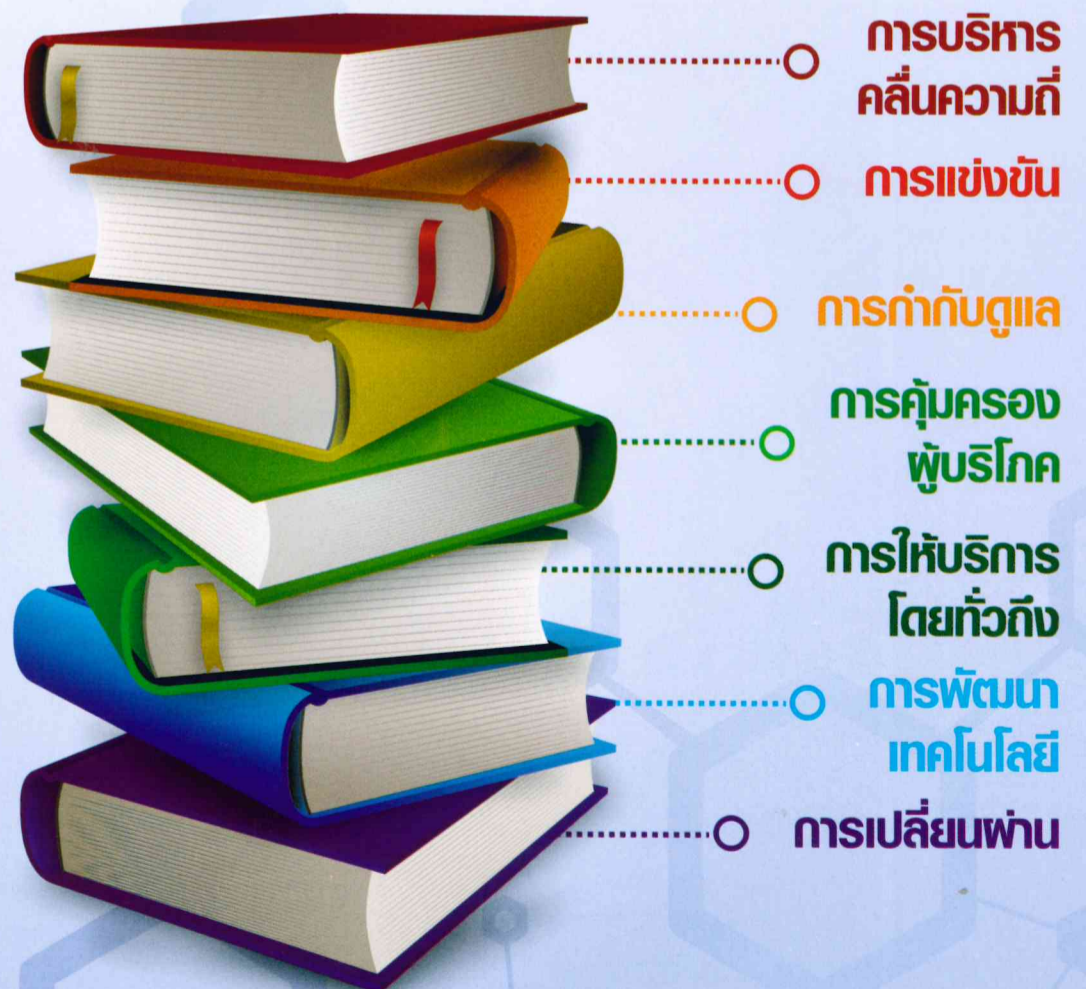 การบริหาร
คลื่นความถี่
การแข่งขัน
การกำกับดูแล
การคุ้มครอง
ผู้บริโภค
การให้บริการ
โดยทั่วถึง
การพัฒนา
เทคโนโลยี
การเปลี่ยนผ่าน